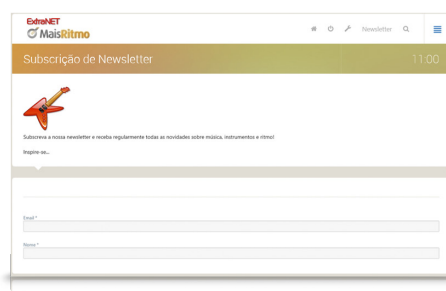 ExtraNET
MaisRitmo
Newsletter
Subscrição de Newsletter
11:00
Subscreva a nossa newsletter e receba regularmente todas as novidades sobre música, instrumentos e ritmo!
Inspire-se...
Email *
Nome *